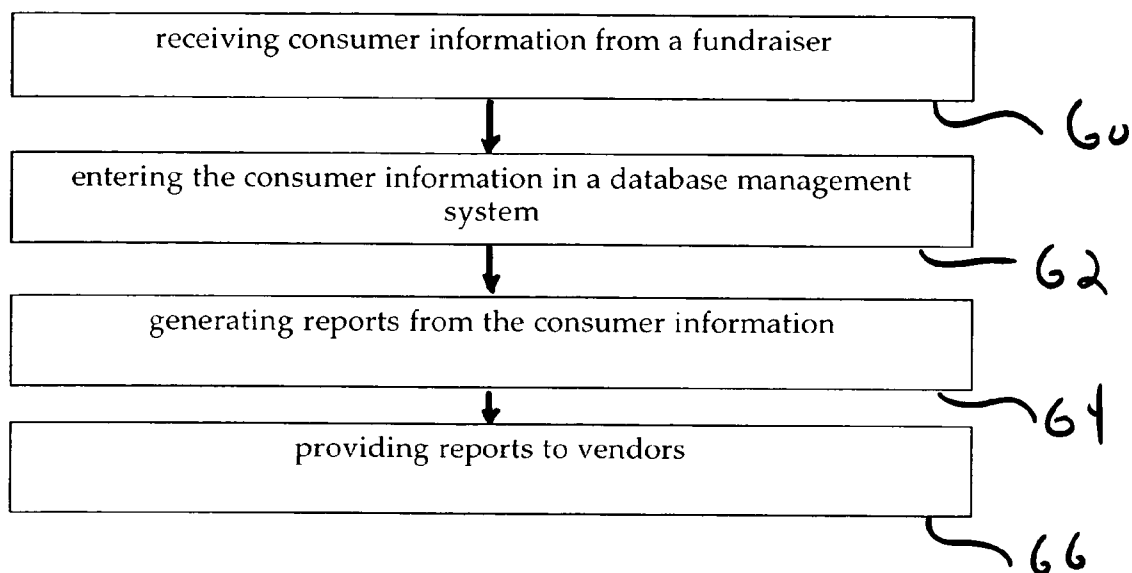 receiving consumer information from a fundraiser
60
entering the consumer information in a database management
system
62
generating reports from the consumer information
64
providing reports to vendors
66